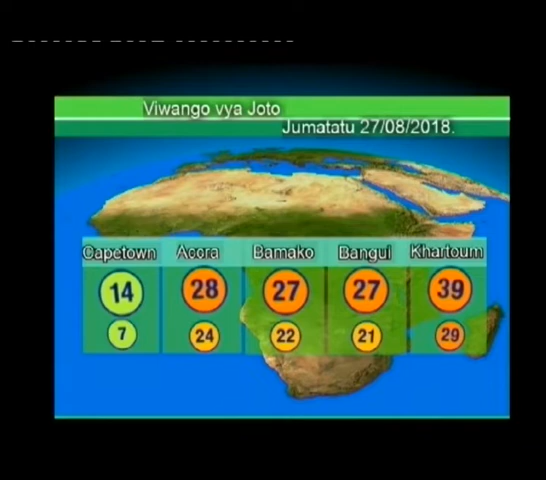 Viwango vya Joto
Jumatatu 27/08/2018.
Capetown Accra Bamako Bangui Khartoum
14 28 27 27 39
7 24 22 21 29